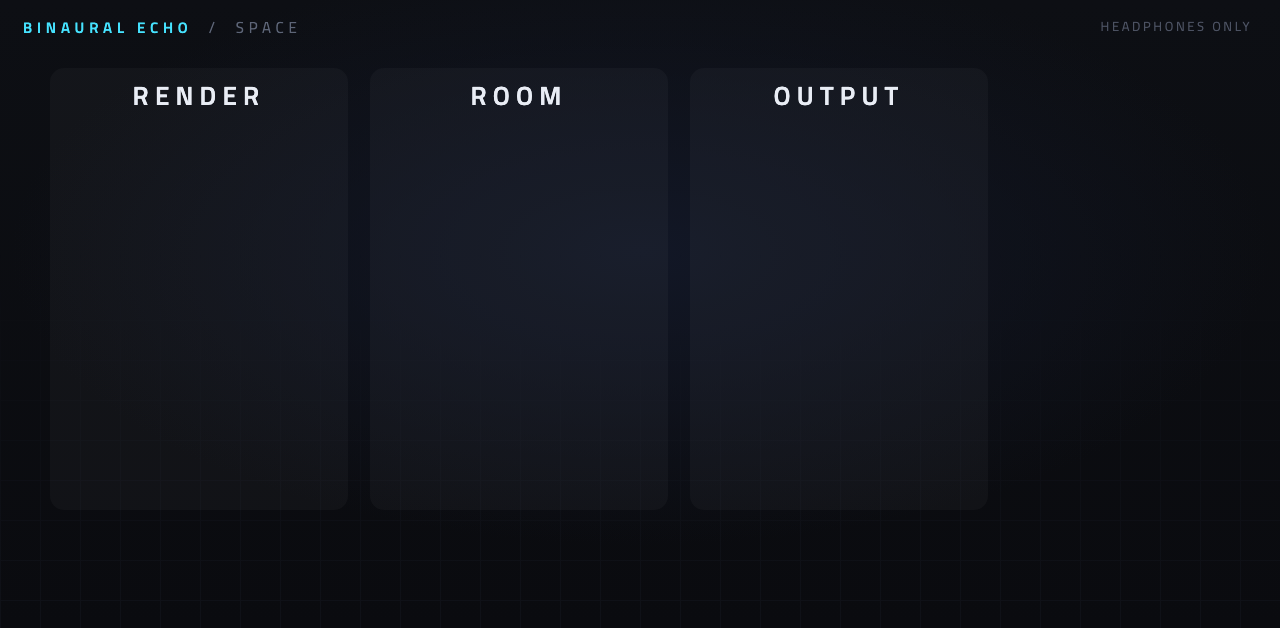 BINAURAL ECHO / SPACE
HEADPHONES ONLY
RENDER
ROOM
OUTPUT